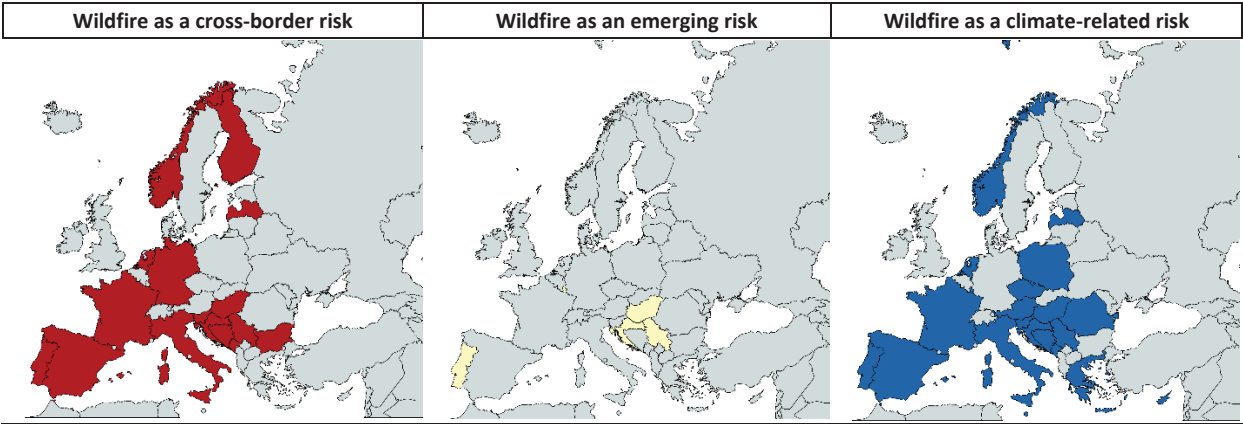 Wildfire as a cross-border risk
Wildfire as an emerging risk
Wildfire as a climate-related risk